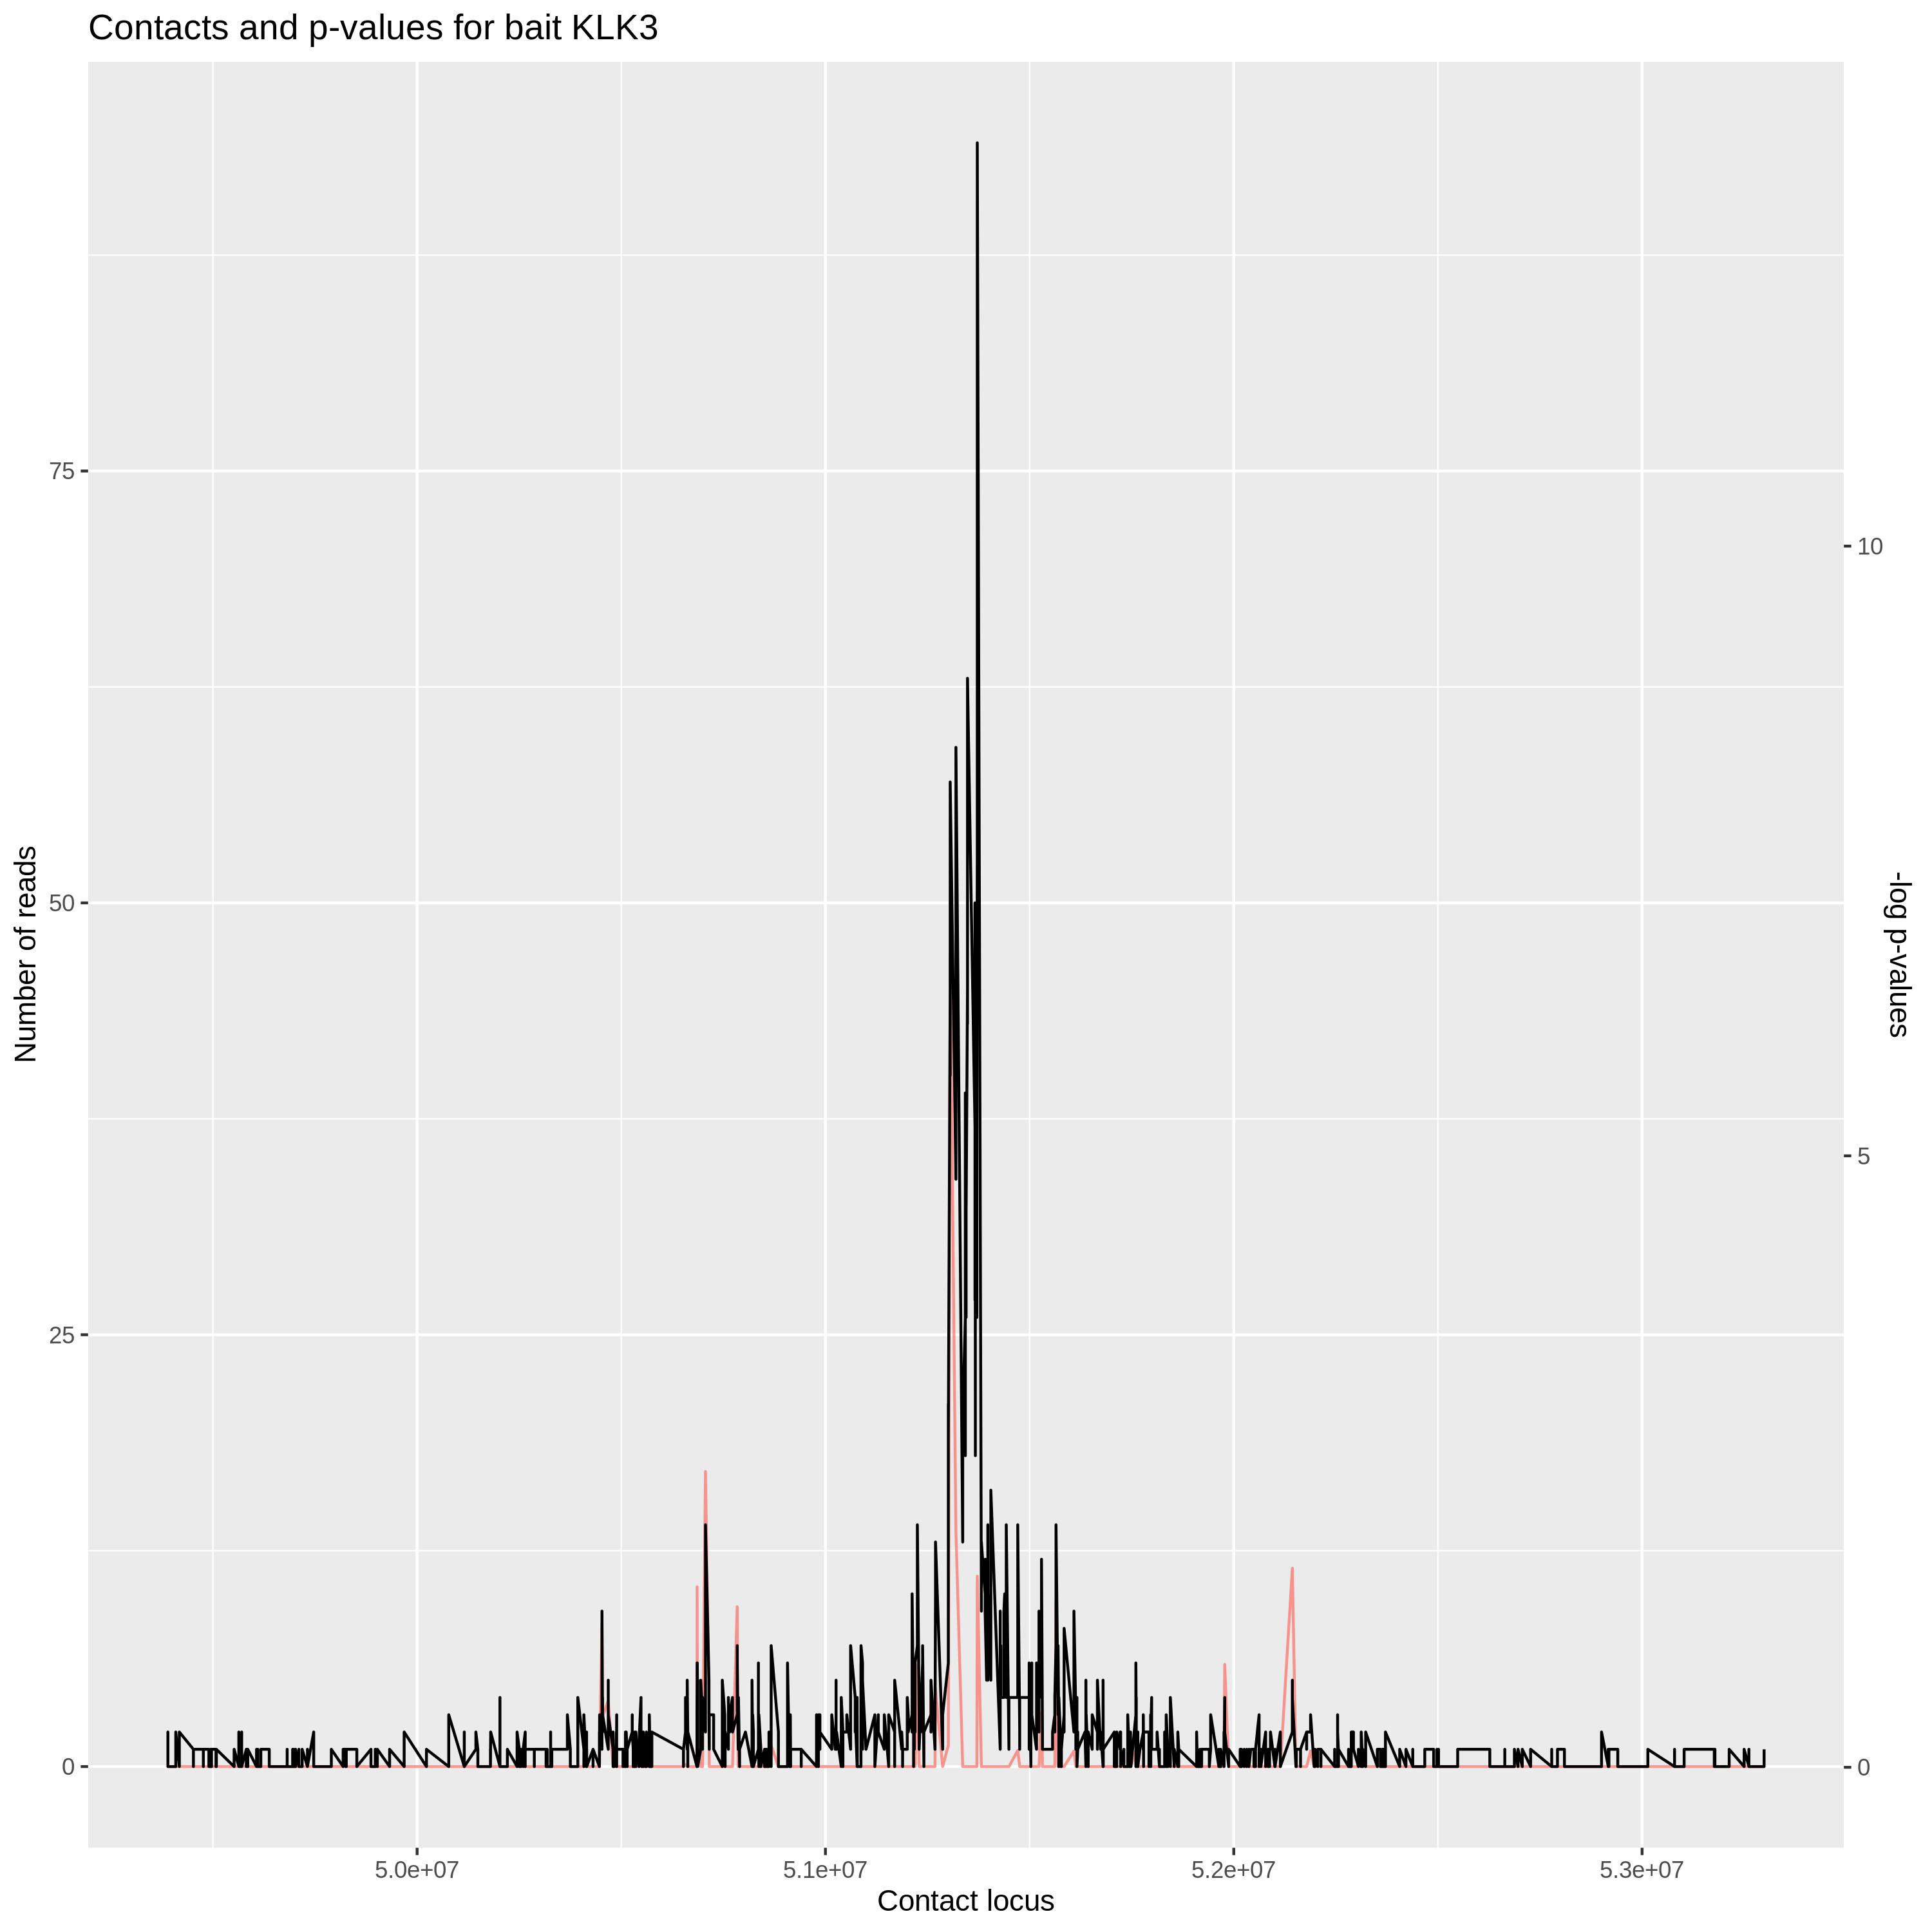 Contacts and p-values for bait KLK3
Number of reads
75
50
25
0
10
5
0
-log p-values
5.0e+07
5.1e+07
5.2e+07
5.3e+07
Contact locus